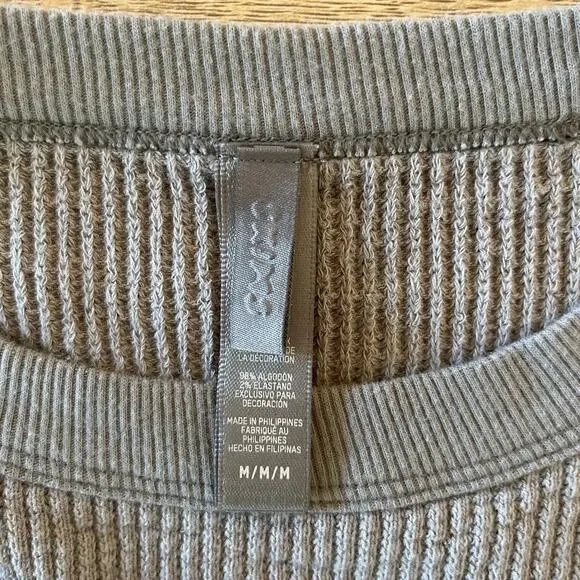 SKIMS
DE
LA DÉCORATION
98% ALGODÓN
2% ELASTANO
EXCLUSIVO PARA
DECORACIÓN
MADE IN PHILIPPINES
FABRIQUÉ AU
PHILIPPINES
HECHO EN FILIPINAS
M/M/M